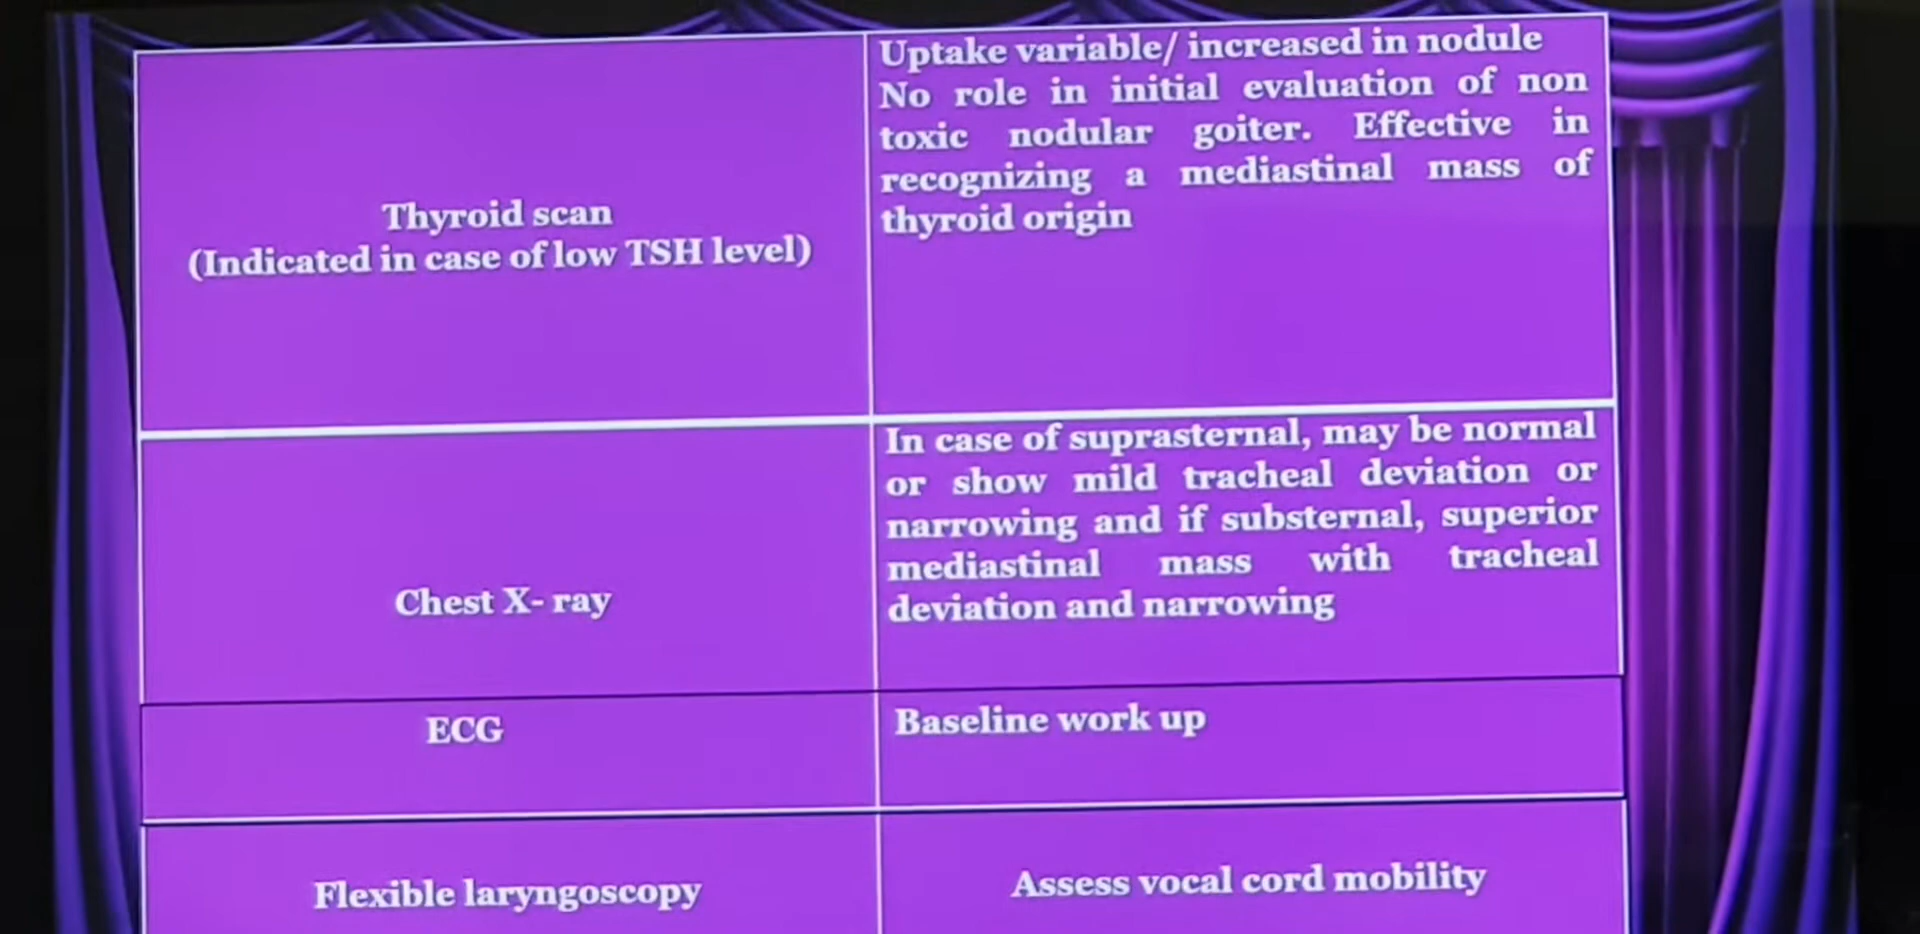 Thyroid scan
(Indicated in case of low TSH level)
Uptake variable/ increased in nodule
No role in initial evaluation of non
toxic nodular goiter. Effective in
recognizing a mediastinal mass of
thyroid origin
Chest X- ray
In case of suprasternal, may be normal
or show mild tracheal deviation or
narrowing and if substernal, superior
mediastinal mass with tracheal
deviation and narrowing
ECG
Baseline work up
Flexible laryngoscopy
Assess vocal cord mobility